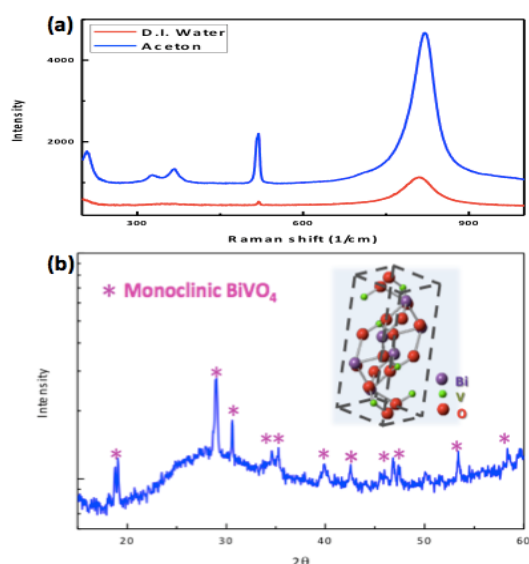 (a)
D.I. Water
Aceton
4000
2000
Intensity
300
600
900
Raman shift (1/cm)
(b)
* Monoclinic BiVO₄
Bi
V
O
Intensity
20
30
40
50
60
2θ